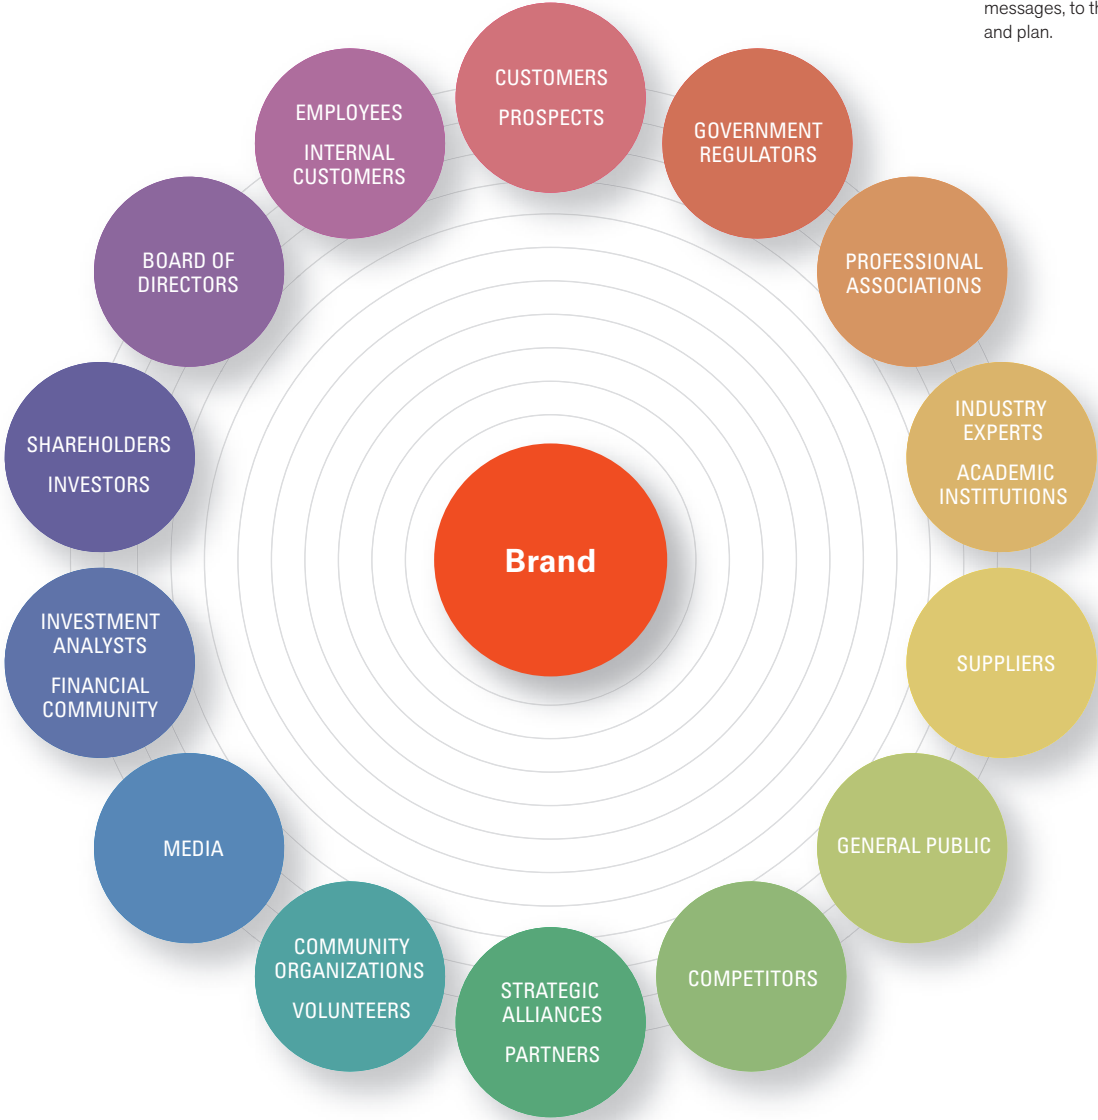 messages, to th
and plan.
CUSTOMERS
PROSPECTS
GOVERNMENT
REGULATORS
PROFESSIONAL
ASSOCIATIONS
INDUSTRY
EXPERTS
ACADEMIC
INSTITUTIONS
SUPPLIERS
GENERAL PUBLIC
COMPETITORS
STRATEGIC
ALLIANCES
PARTNERS
COMMUNITY
ORGANIZATIONS
VOLUNTEERS
MEDIA
INVESTMENT
ANALYSTS
FINANCIAL
COMMUNITY
SHAREHOLDERS
INVESTORS
BOARD OF
DIRECTORS
EMPLOYEES
INTERNAL
CUSTOMERS
Brand